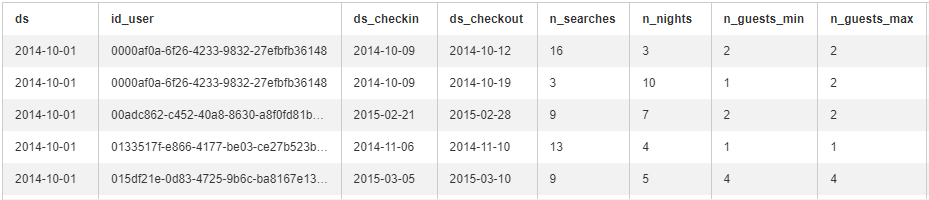 ds id_user ds_checkin ds_checkout n_searches n_nights n_guests_min n_guests_max
2014-10-01 0000af0a-6f26-4233-9832-27efbfb36148 2014-10-09 2014-10-12 16 3 2 2
2014-10-01 0000af0a-6f26-4233-9832-27efbfb36148 2014-10-09 2014-10-19 3 10 1 2
2014-10-01 00adc862-c452-40a8-8630-a8f0fd81b... 2015-02-21 2015-02-28 9 7 2 2
2014-10-01 0133517f-e866-4177-be03-ce27b523b... 2014-11-06 2014-11-10 13 4 1 1
2014-10-01 015df21e-0d83-4725-9b6c-ba8167e13... 2015-03-05 2015-03-10 9 5 4 4